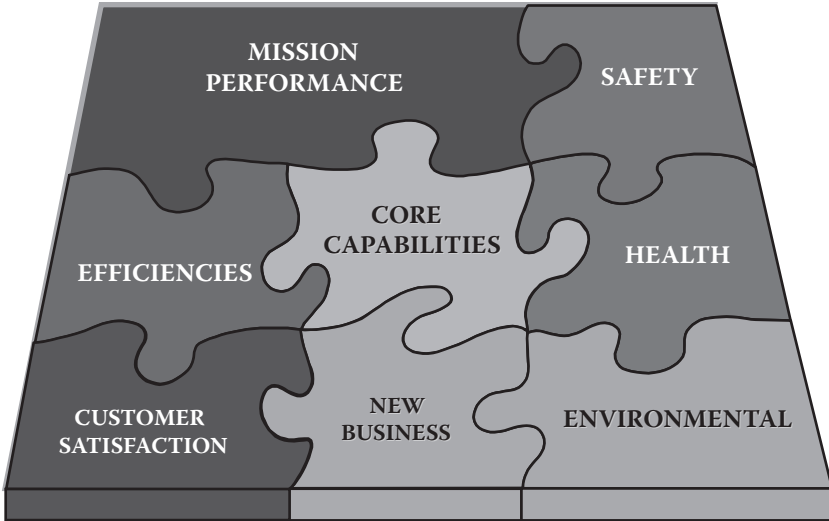 MISSION
PERFORMANCE
SAFETY
CORE
CAPABILITIES
EFFICIENCIES
HEALTH
CUSTOMER
SATISFACTION
NEW
BUSINESS
ENVIRONMENTAL